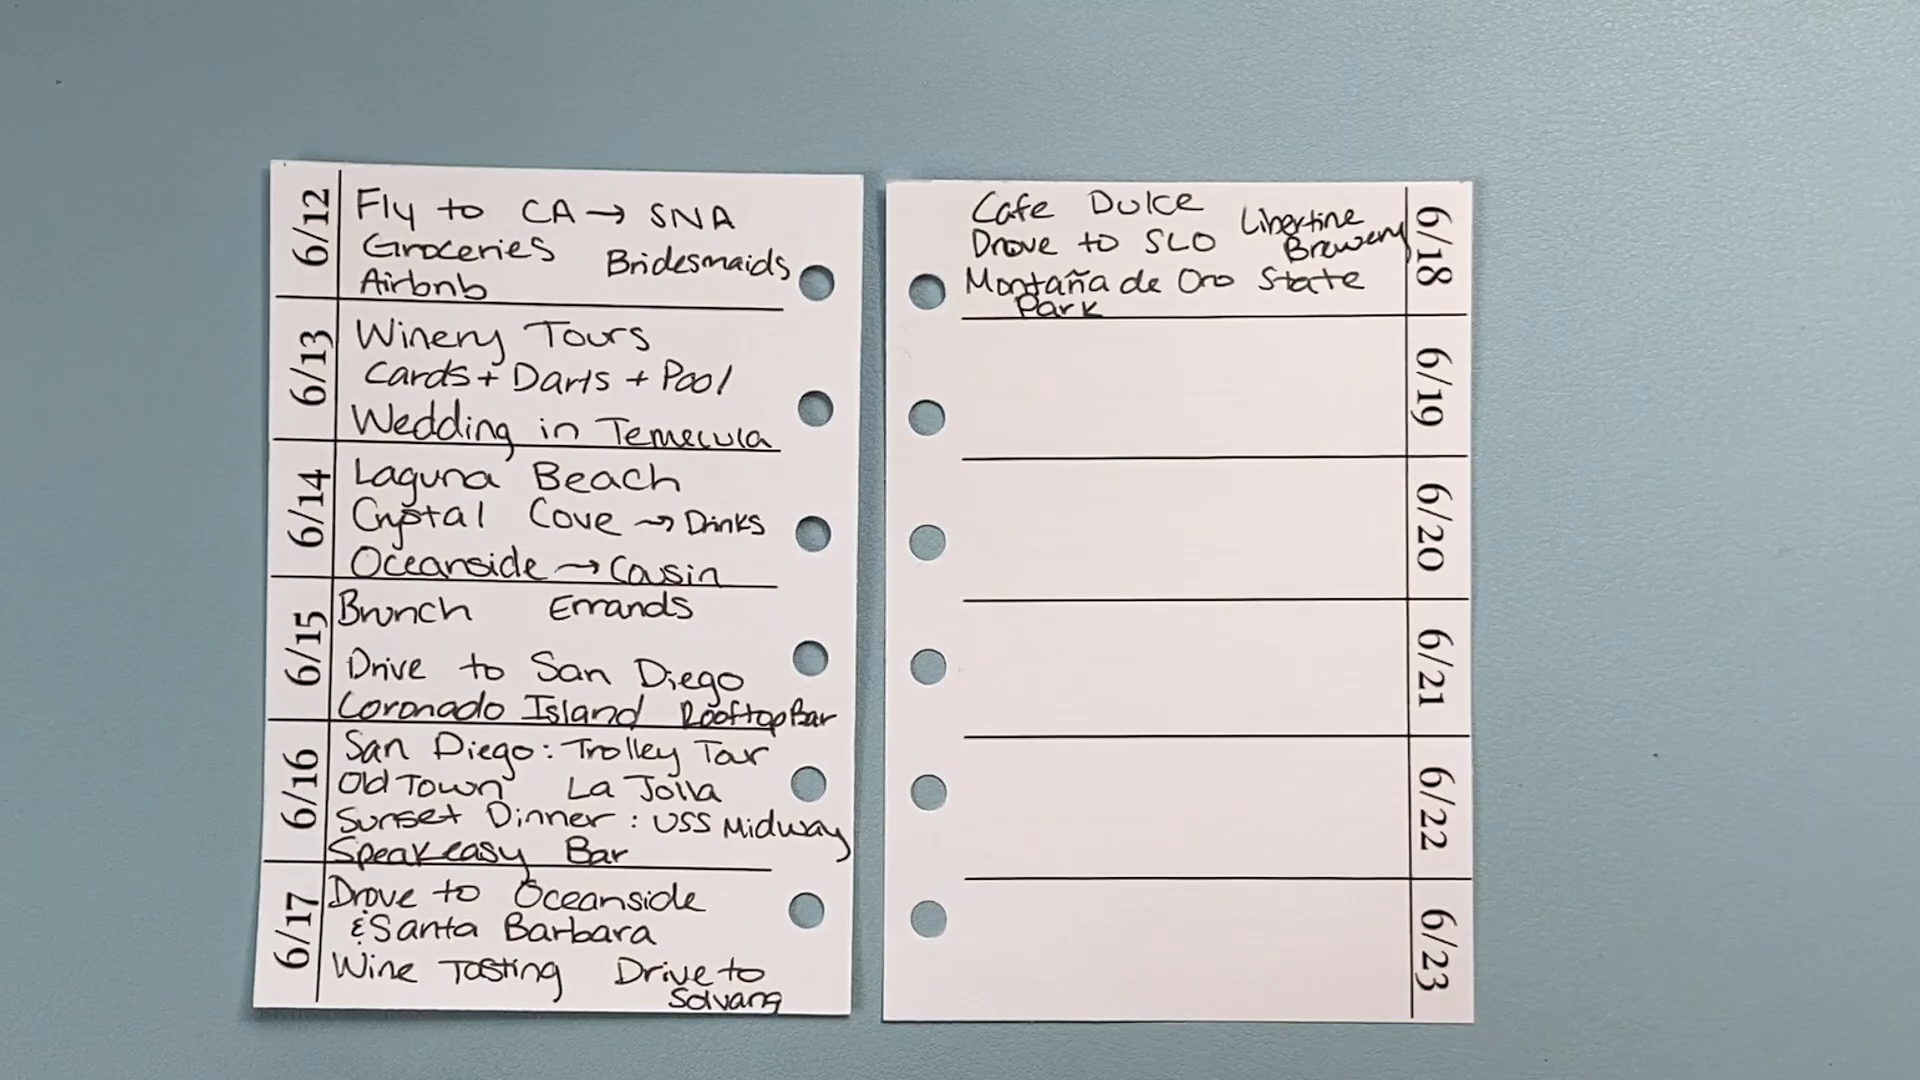 6/12
Fly to CA → SNA
Groceries Bridesmaids
Airbnb
6/13
Winery Tours
Cards + Darts + Pool
Wedding in Temecula
6/14
Laguna Beach
Crystal Cove → Drinks
Oceanside → Cousin
6/15
Brunch Errands
Drive to San Diego
Coronado Island Rooftop Bar
6/16
San Diego: Trolley Tour
Old Town La Jolla
Sunset Dinner: USS Midway
Speakeasy Bar
6/17
Drove to Oceanside
& Santa Barbara
Wine Tasting Drive to
Solvang
6/18
Cafe Dulce
Drove to SLO Libertine
Brewery
Montaña de Oro State
Park
6/19
6/20
6/21
6/22
6/23